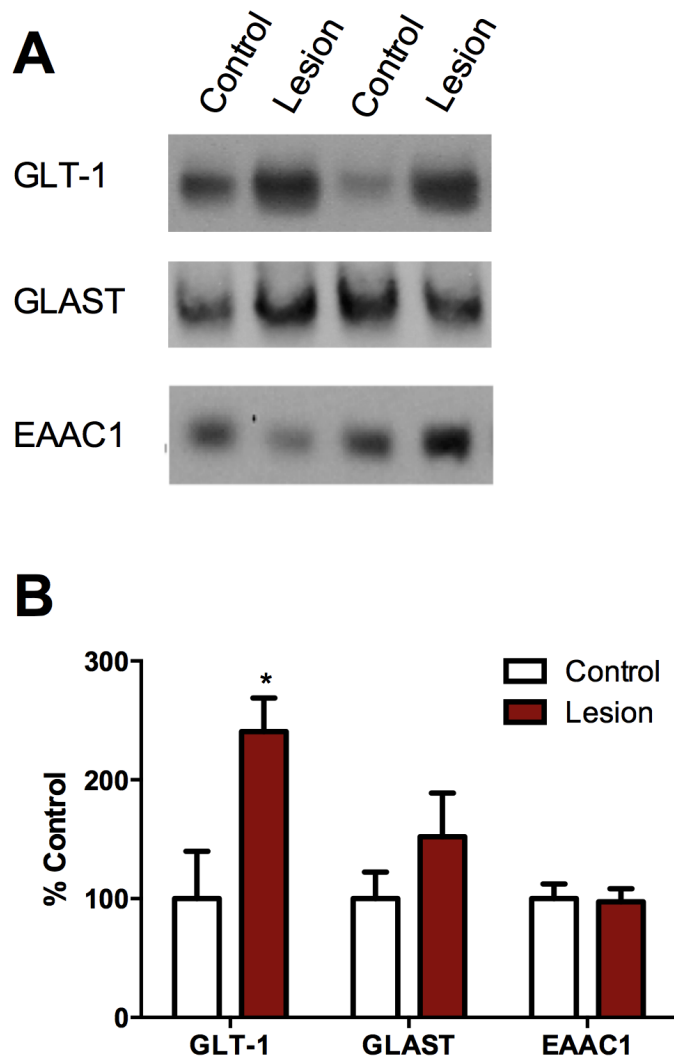 A
Control Lesion Control Lesion
GLT-1
GLAST
EAAC1
B
% Control
300
200
100
0
*
Control
Lesion
GLT-1 GLAST EAAC1